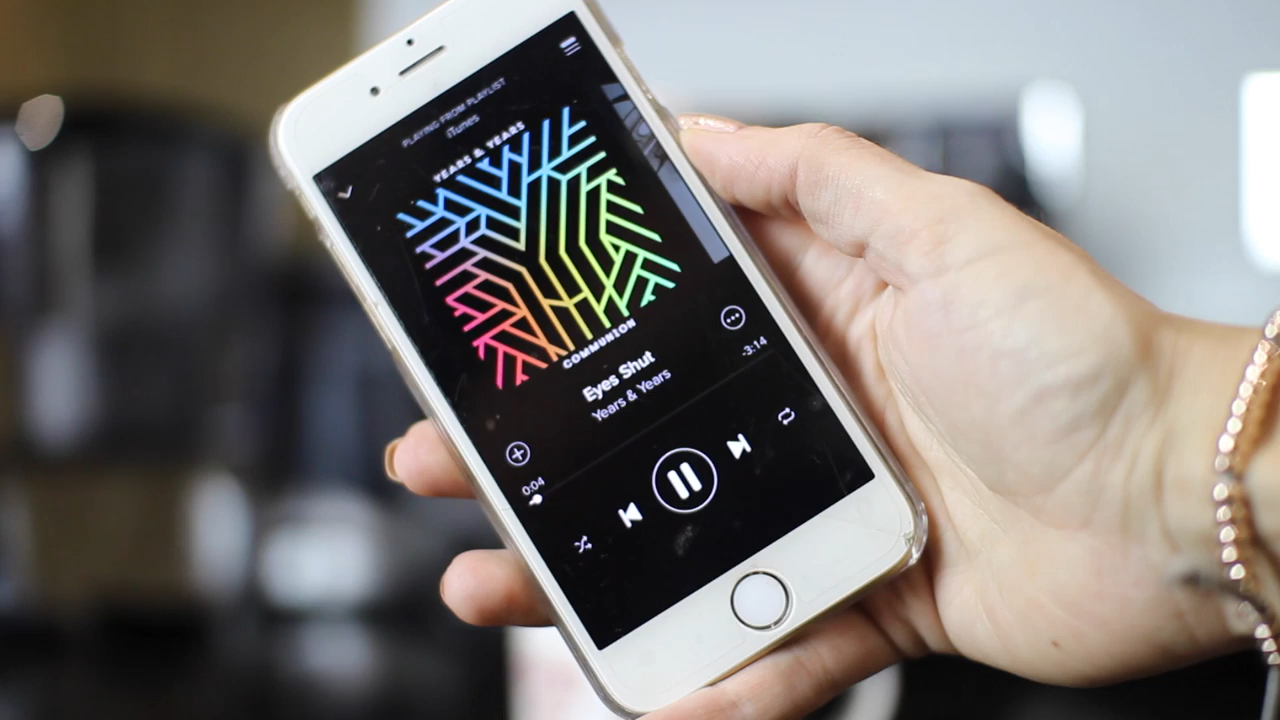 PLAYING FROM PLAYLIST
iTunes
YEARS & YEARS
COMMUNION
Eyes Shut
Years & Years
0:04
-3:14